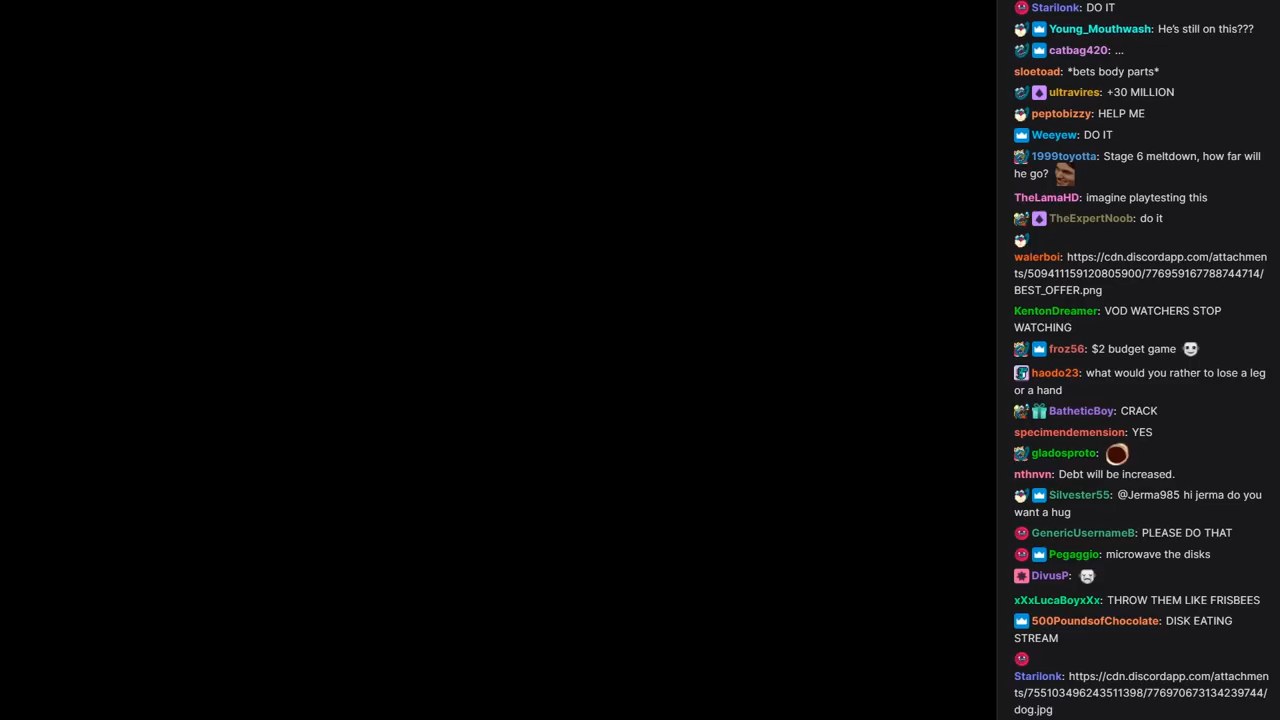 Starilonk: DO IT
Young_Mouthwash: He's still on this???
catbag420: ...
sloetoad: *bets body parts*
ultravires: +30 MILLION
peptobizzy: HELP ME
Weeyew: DO IT
1999toyotta: Stage 6 meltdown, how far will
he go?
TheLamaHD: imagine playtesting this
TheExpertNoob: do it
walerboi: https://cdn.discordapp.com/attachmen
ts/509411159120805900/776959167788744714/
BEST_OFFER.png
KentonDreamer: VOD WATCHERS STOP
WATCHING
froz56: $2 budget game
haodo23: what would you rather to lose a leg
or a hand
BatheticBoy: CRACK
specimendemension: YES
gladosproto:
nthnvn: Debt will be increased.
Silvester55: @Jerma985 hi jerma do you
want a hug
GenericUsernameB: PLEASE DO THAT
Pegaggio: microwave the disks
DivusP:
xXxLucaBoyxXx: THROW THEM LIKE FRISBEES
500PoundsofChocolate: DISK EATING
STREAM
Starilonk: https://cdn.discordapp.com/attachmen
ts/755103496243511398/776970673134239744/
dog.jpg